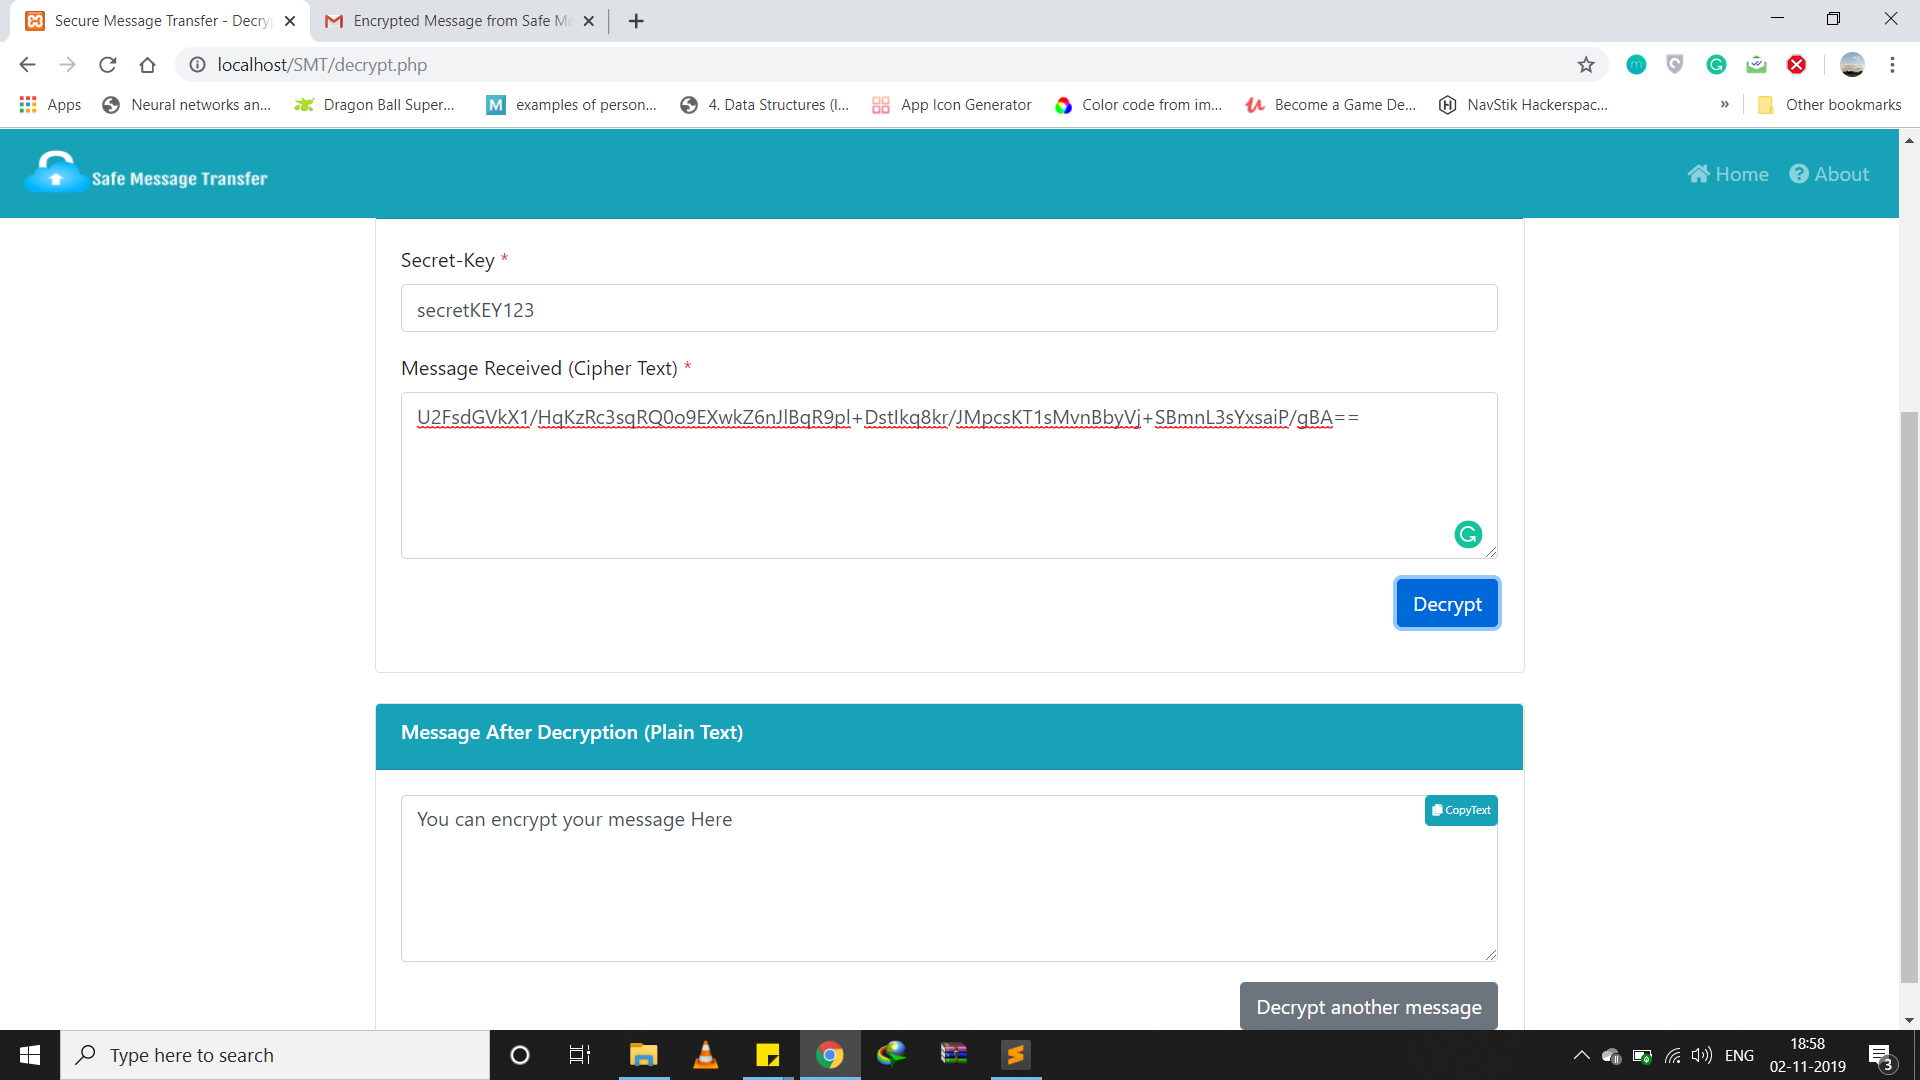 Secure Message Transfer - Decry
Encrypted Message from Safe Me
localhost/SMT/decrypt.php
Apps
Neural networks an...
Dragon Ball Super...
M
examples of person...
4. Data Structures (I...
App Icon Generator
Color code from im...
Become a Game De...
NavStik Hackerspac...
»
Other bookmarks
Safe Message Transfer
Home
About
Secret-Key *
secretKEY123
Message Received (Cipher Text) *
U2FsdGVkX1/HqKzRc3sqRQ0o9EXwkZ6nJlBqR9pl+DstIkq8kr/JMpcsKT1sMvnBbyVj+SBmnL3sYxsaiP/gBA==
Decrypt
Message After Decryption (Plain Text)
You can encrypt your message Here
CopyText
Decrypt another message
Type here to search
ENG
18:58
02-11-2019
3